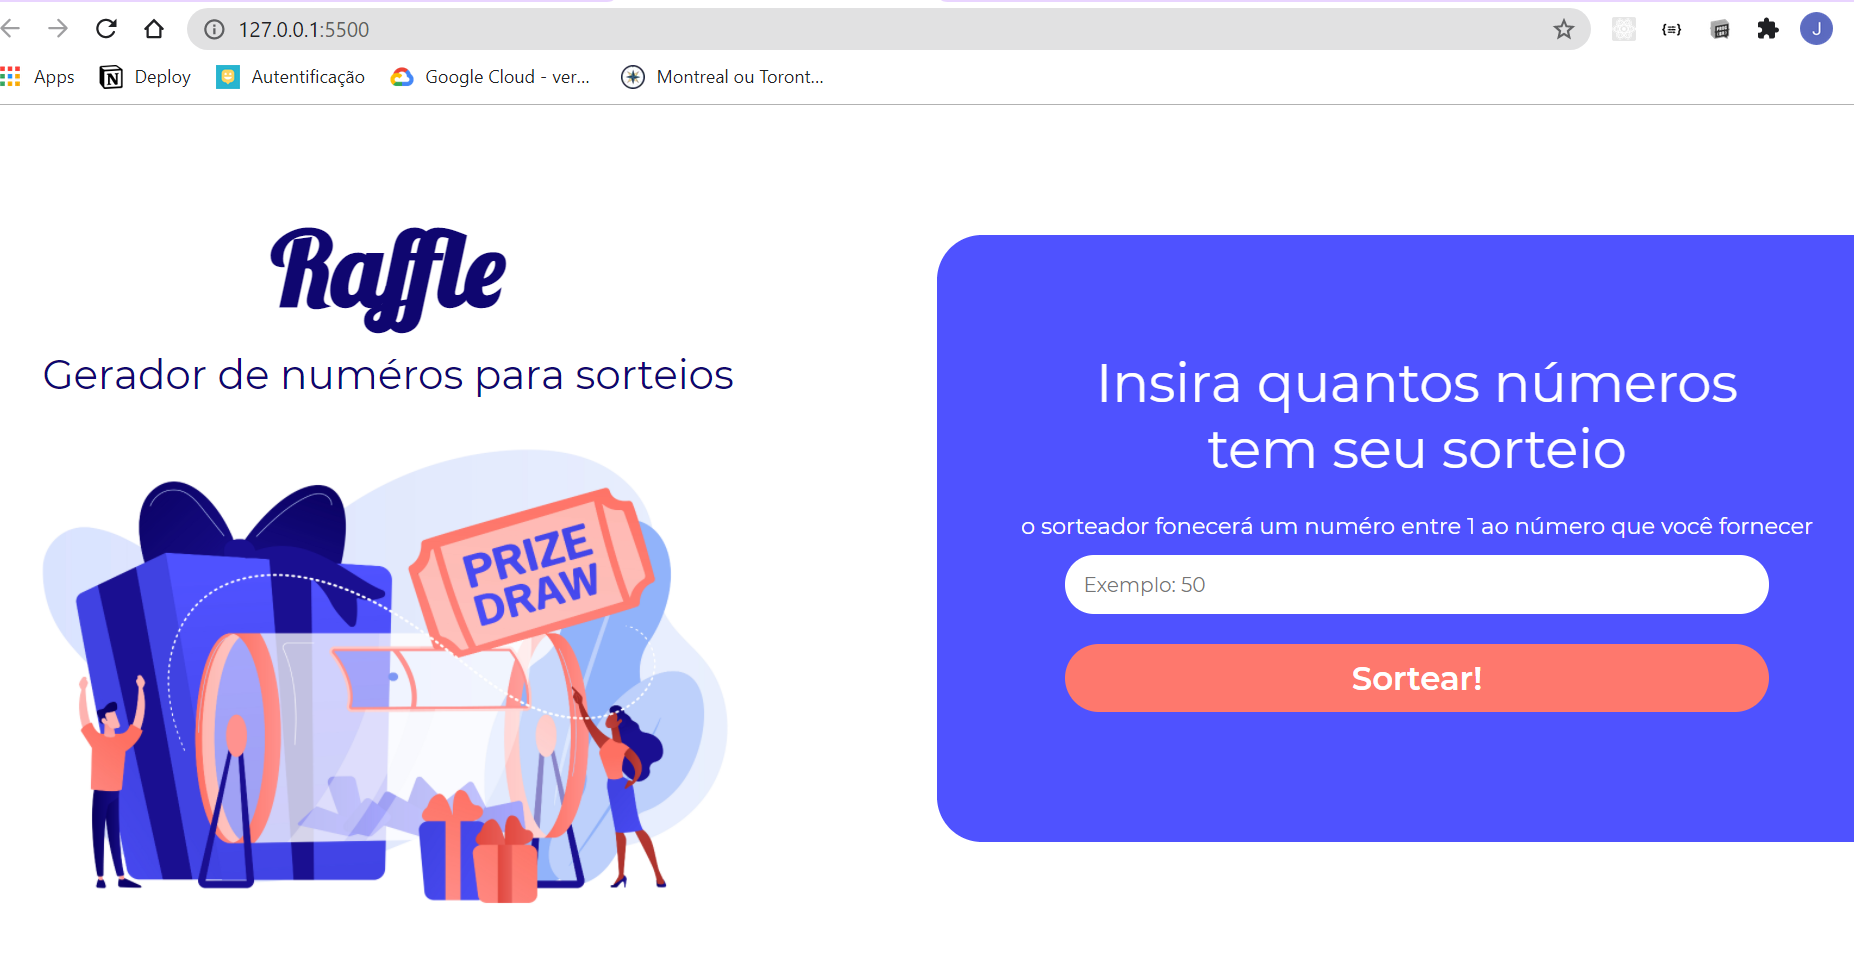 127.0.0.1:5500
J
Apps
Deploy
Autentificação
Google Cloud - ver...
Montreal ou Toront...
Raffle
Gerador de numéros para sorteios
PRIZE
DRAW
Insira quantos números
tem seu sorteio
o sorteador fonecerá um numéro entre 1 ao número que você fornecer
Exemplo: 50
Sortear!